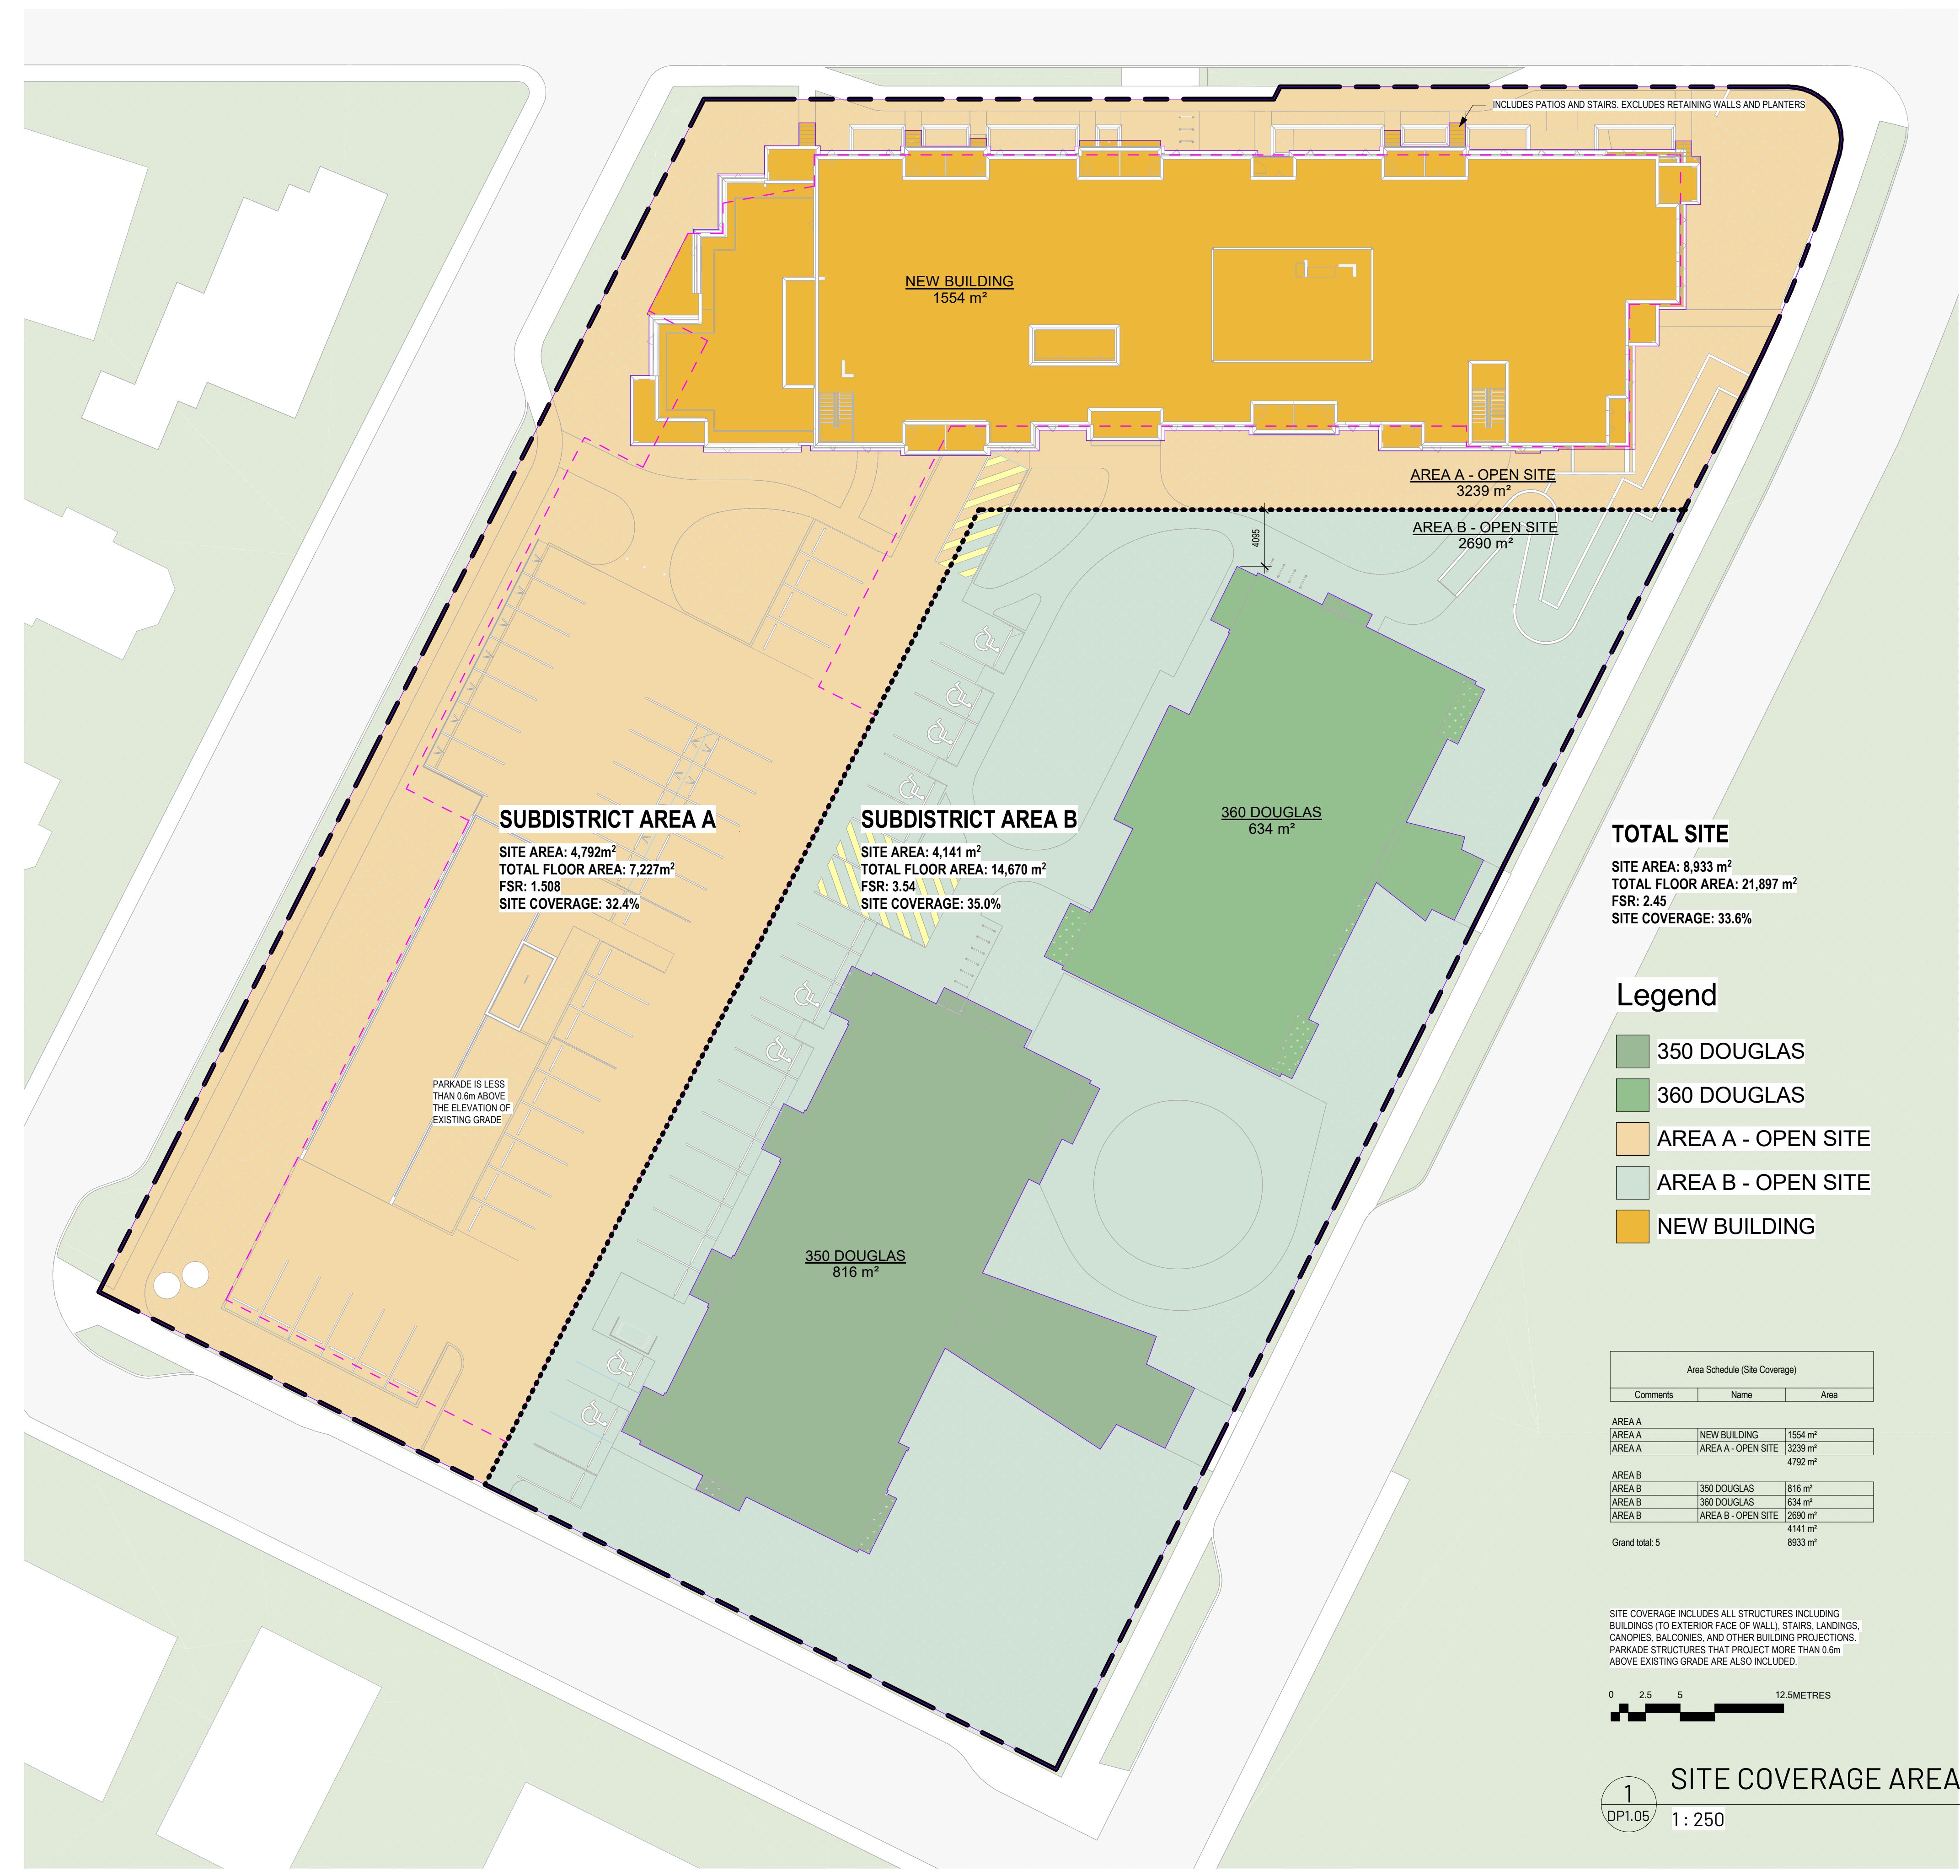 INCLUDES PATIOS AND STAIRS. EXCLUDES RETAINING WALLS AND PLANTERS
NEW BUILDING
1554 m²
AREA A - OPEN SITE
3239 m²
AREA B - OPEN SITE
2690 m²
4095
360 DOUGLAS
634 m²
SUBDISTRICT AREA A
SITE AREA: 4,792m²
TOTAL FLOOR AREA: 7,227m²
FSR: 1.508
SITE COVERAGE: 32.4%
SUBDISTRICT AREA B
SITE AREA: 4,141 m²
TOTAL FLOOR AREA: 14,670 m²
FSR: 3.54
SITE COVERAGE: 35.0%
TOTAL SITE
SITE AREA: 8,933 m²
TOTAL FLOOR AREA: 21,897 m²
FSR: 2.45
SITE COVERAGE: 33.6%
PARKADE IS LESS
THAN 0.6m ABOVE
THE ELEVATION OF
EXISTING GRADE
350 DOUGLAS
816 m²
Legend
350 DOUGLAS
360 DOUGLAS
AREA A - OPEN SITE
AREA B - OPEN SITE
NEW BUILDING
Area Schedule (Site Coverage)
Comments Name Area
AREA A
AREA A NEW BUILDING 1554 m²
AREA A AREA A - OPEN SITE 3239 m²
4792 m²
AREA B
AREA B 350 DOUGLAS 816 m²
AREA B 360 DOUGLAS 634 m²
AREA B AREA B - OPEN SITE 2690 m²
4141 m²
Grand total: 5 8933 m²
SITE COVERAGE INCLUDES ALL STRUCTURES INCLUDING
BUILDINGS (TO EXTERIOR FACE OF WALL), STAIRS, LANDINGS,
CANOPIES, BALCONIES, AND OTHER BUILDING PROJECTIONS.
PARKADE STRUCTURES THAT PROJECT MORE THAN 0.6m
ABOVE EXISTING GRADE ARE ALSO INCLUDED.
0 2.5 5 12.5METRES
1
DP1.05
SITE COVERAGE AREA
1 : 250